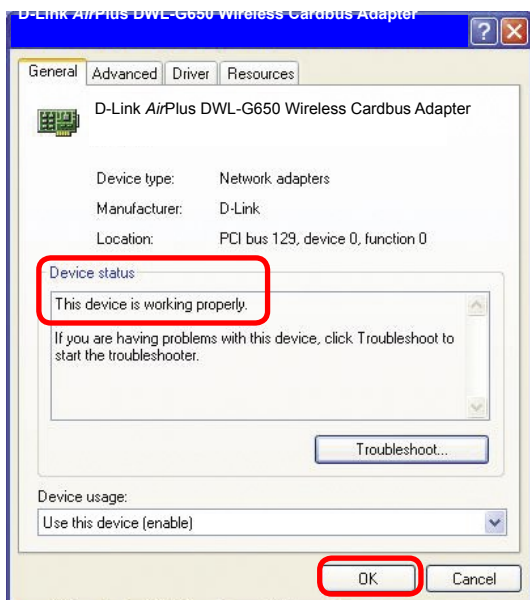 D-Link AirPlus DWL-G650 Wireless Cardbus Adapter
General Advanced Driver Resources
D-Link AirPlus DWL-G650 Wireless Cardbus Adapter
Device type: Network adapters
Manufacturer: D-Link
Location: PCI bus 129, device 0, function 0
Device status
This device is working properly.
If you are having problems with this device, click Troubleshoot to
start the troubleshooter.
Troubleshoot...
Device usage:
Use this device (enable)
OK Cancel